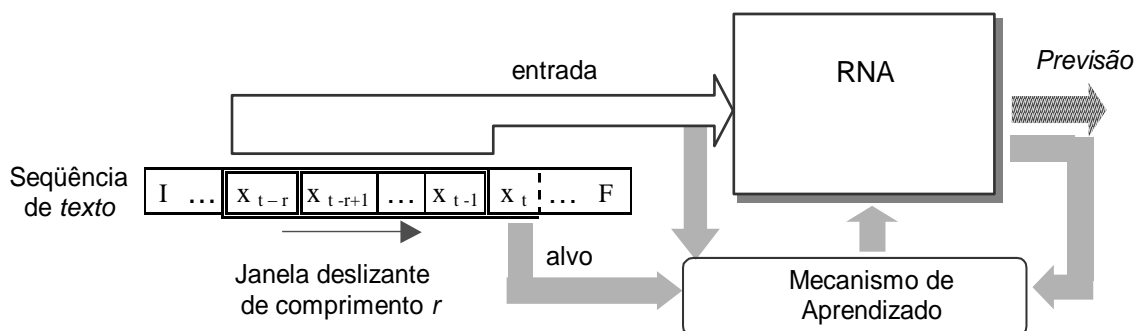 entrada
RNA
Previsão
Seqüência
de texto
I ... x t – r x t -r+1 ... x t -1 x t ... F
Janela deslizante
de comprimento r
alvo
Mecanismo de
Aprendizado